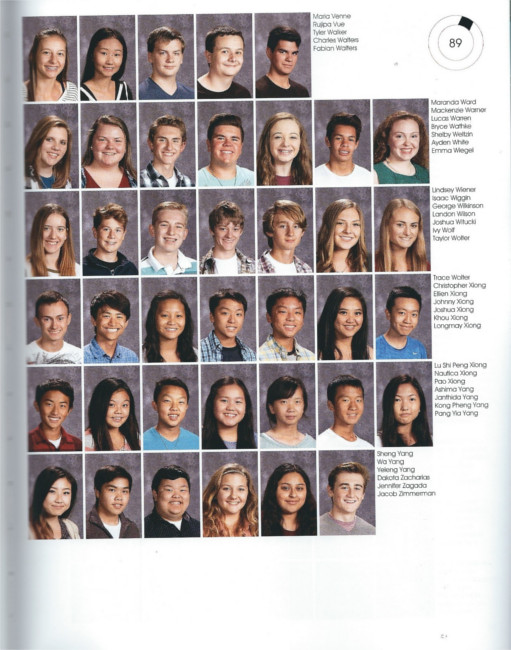 Maria Venne
Rujipa Vue
Tyler Walker
Charles Walters
Fabian Walters
89
Maranda Ward
Mackenzie Warner
Lucas Warren
Bryce Wathke
Shelby Weitzin
Ayden White
Emma Wiegel
Lindsey Wiener
Isaac Wiggin
George Wilkinson
Landon Wilson
Joshua Witucki
Ivy Wolf
Taylor Wolter
Trace Wolter
Christopher Xiong
Ellien Xiong
Johnny Xiong
Joshua Xiong
Khou Xiong
Longmay Xiong
Lu Shi Peng Xiong
Nautica Xiong
Pao Xiong
Ashima Yang
Janthida Yang
Kong Pheng Yang
Pang Yia Yang
Sheng Yang
Wa Yang
Yeleng Yang
Dakota Zacharias
Jennifer Zagada
Jacob Zimmerman